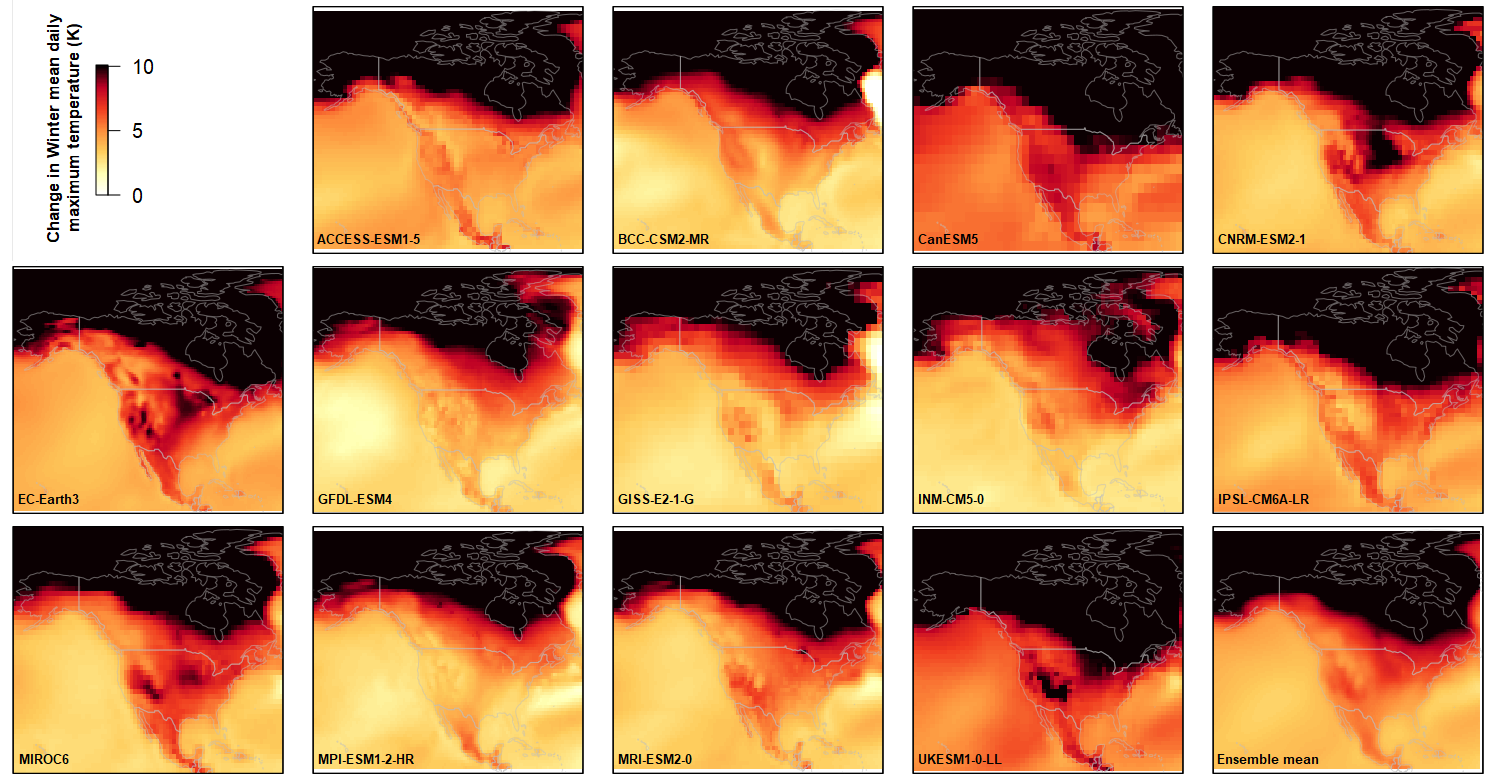 Change in Winter mean daily
maximum temperature (K)
10
5
0
ACCESS-ESM1-5
BCC-CSM2-MR
CanESM5
CNRM-ESM2-1
EC-Earth3
GFDL-ESM4
GISS-E2-1-G
INM-CM5-0
IPSL-CM6A-LR
MIROC6
MPI-ESM1-2-HR
MRI-ESM2-0
UKESM1-0-LL
Ensemble mean